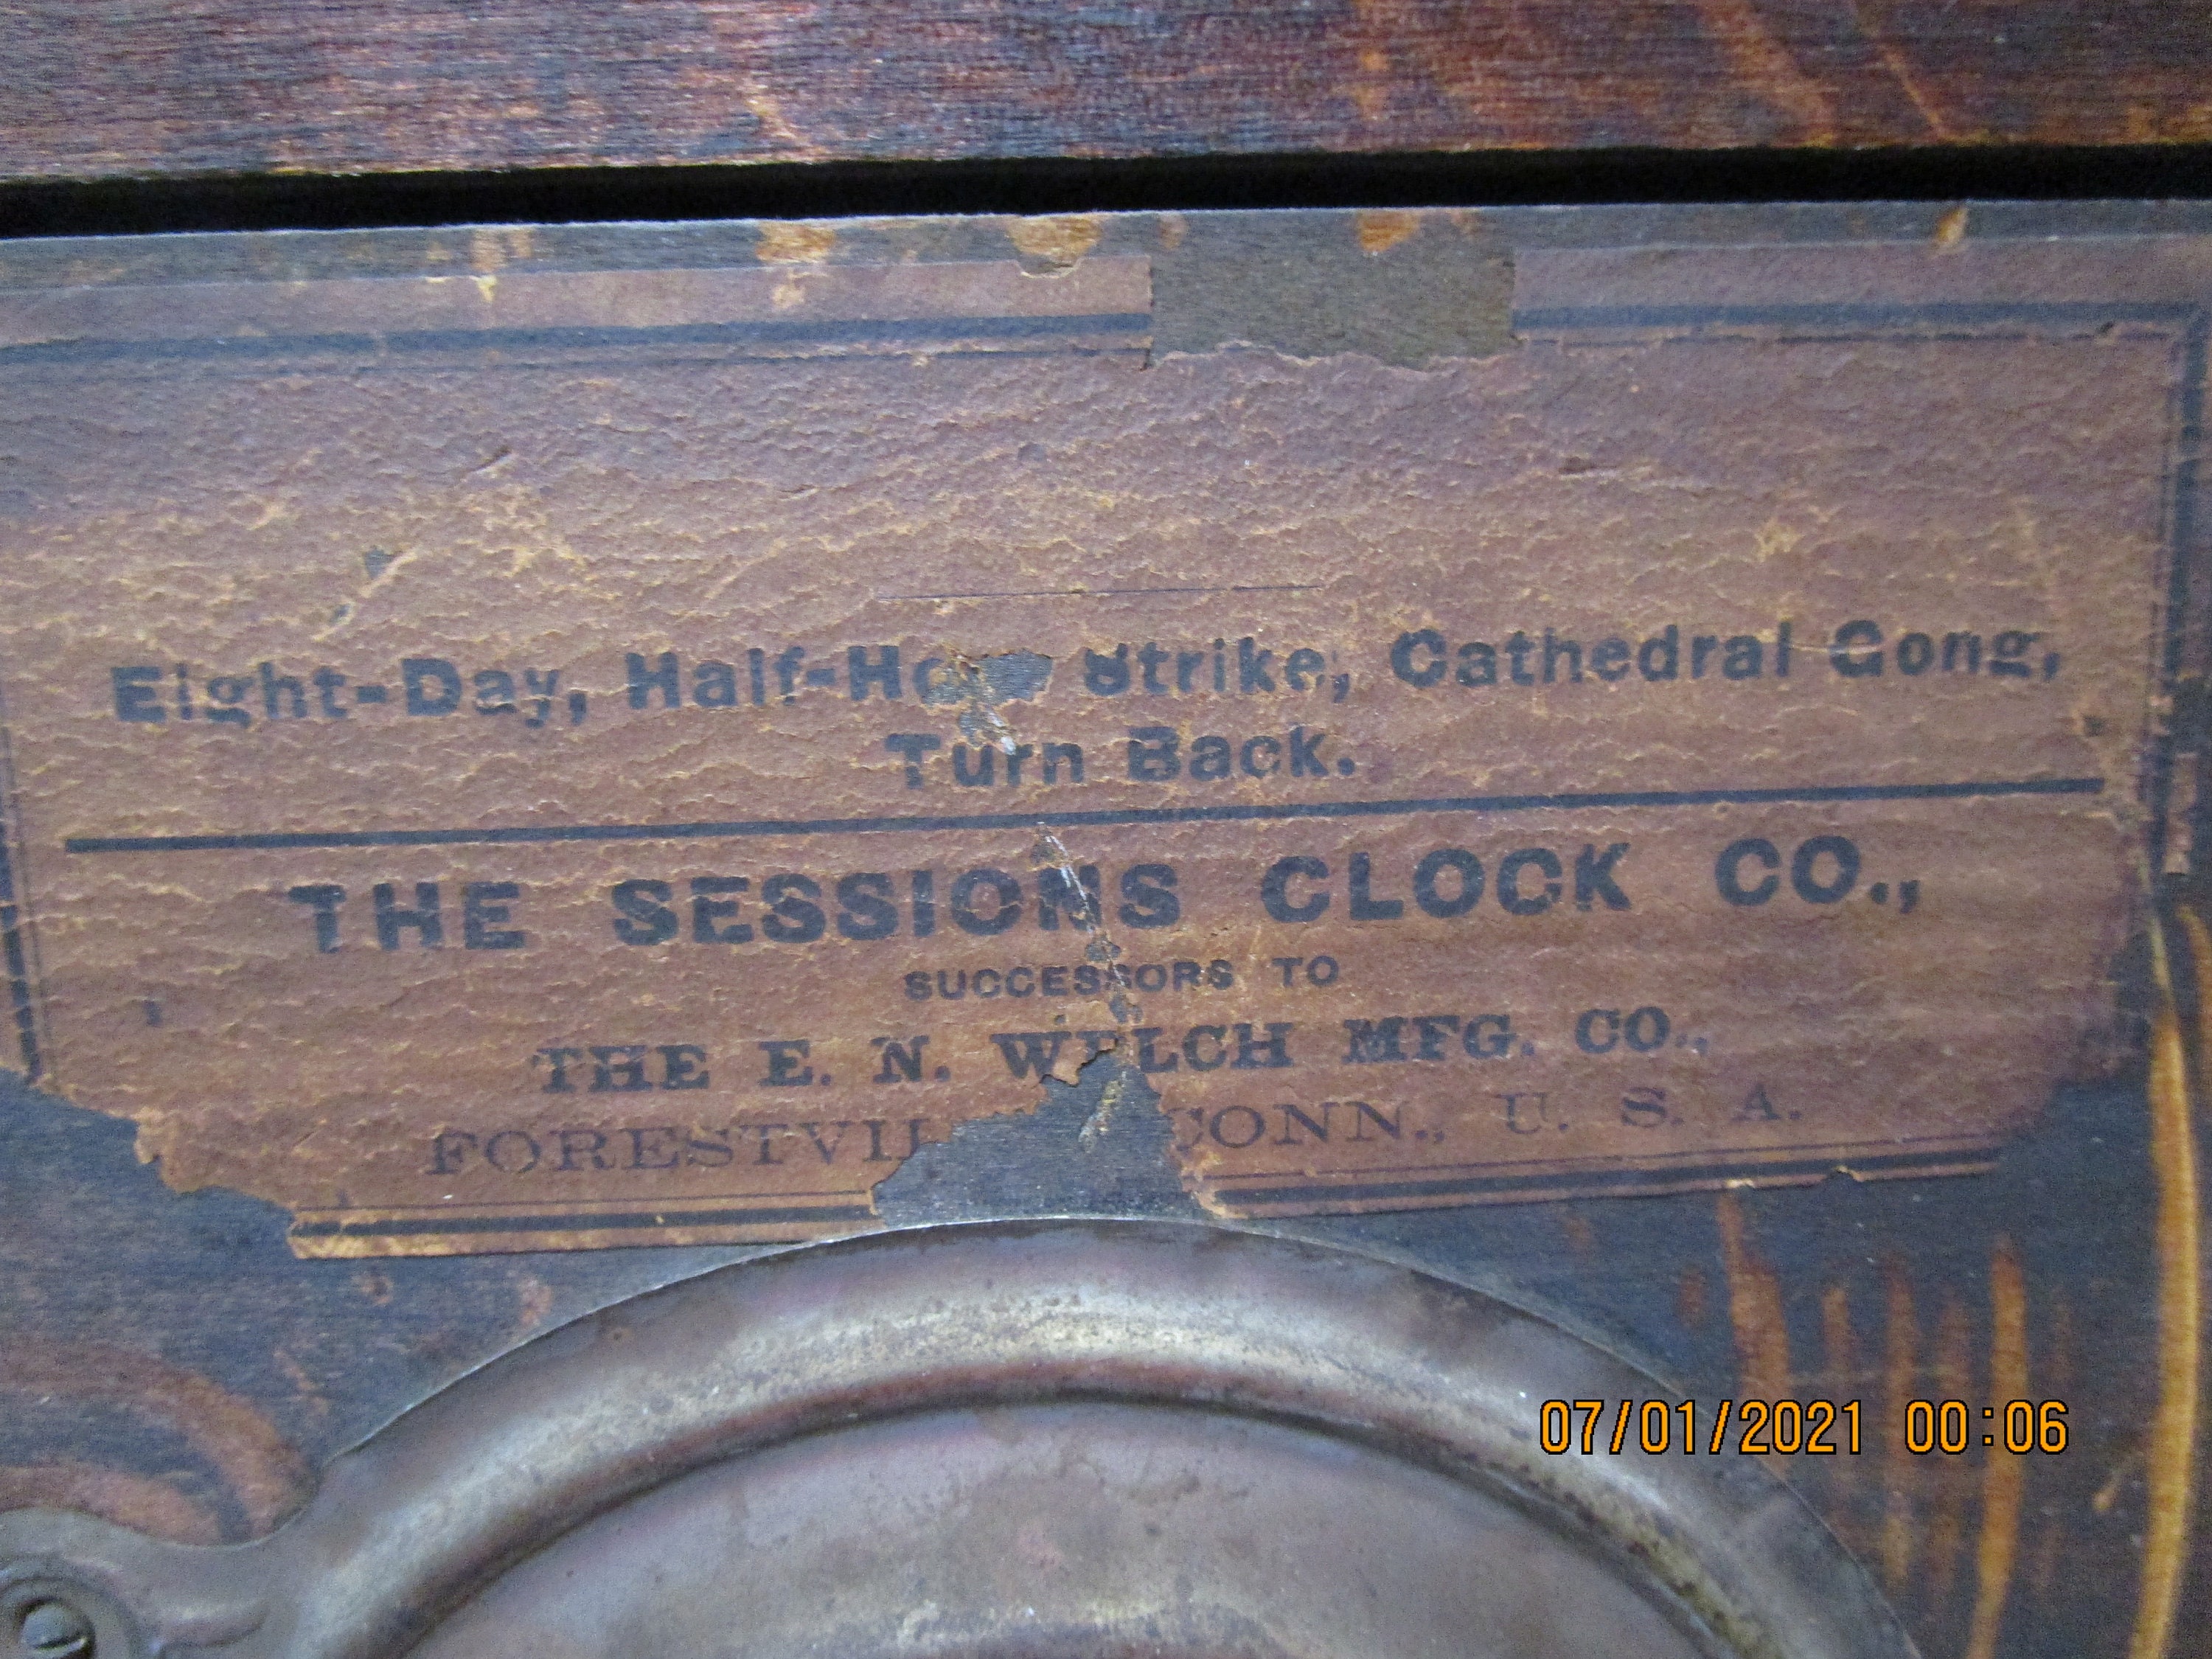 Eight-Day, Half-Ho Strike, Cathedral Gong,
Turn Back.
THE SESSIONS CLOCK CO.,
SUCCESSORS TO
THE E. N. WELCH MFG. CO.,
FORESTVIL CONN., U. S. A.
07/01/2021 00:06